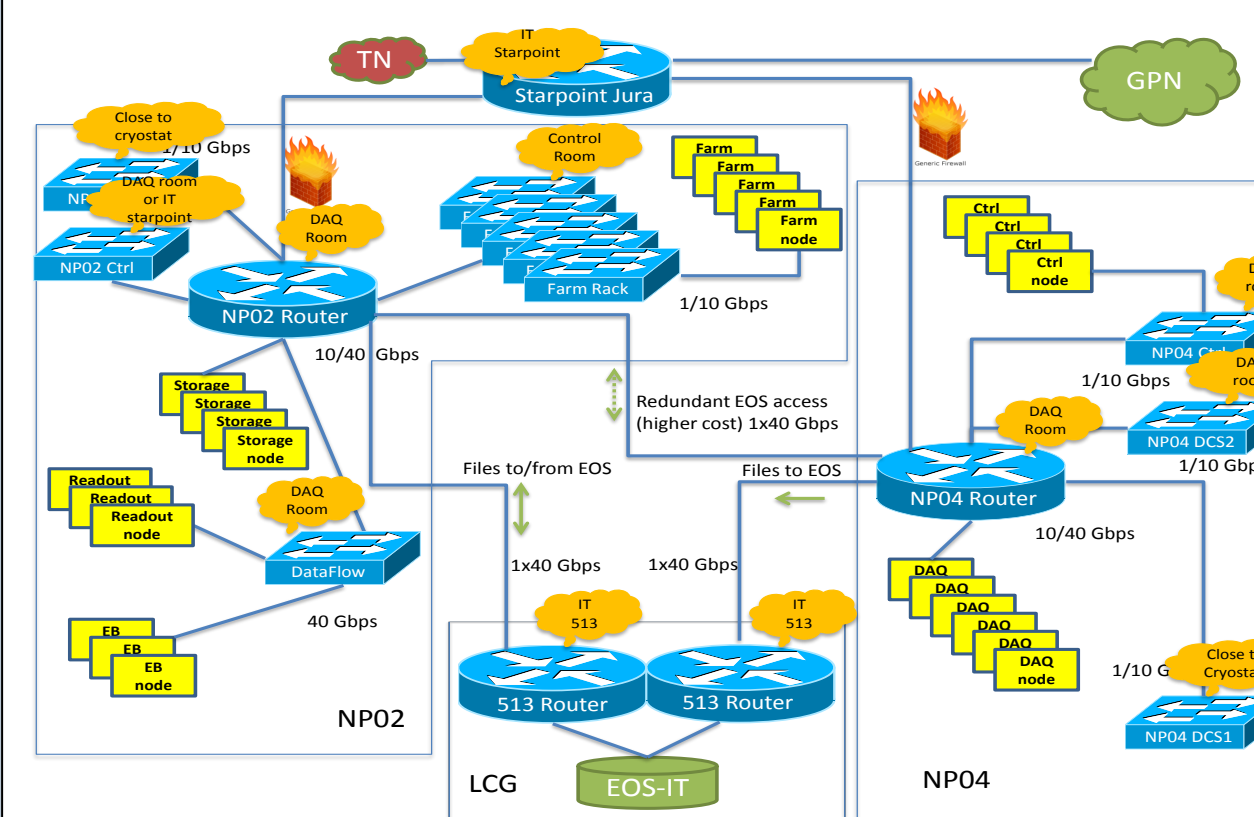 IT
Starpoint
TN
Starpoint Jura
GPN
Close to
cryostat
1/10 Gbps
DAQ room
or IT
starpoint
NP02 Ctrl
DAQ
Room
NP02 Router
Control
Room
Farm Rack
Farm
Farm
Farm
Farm
Farm
node
1/10 Gbps
Generic Firewall
Ctrl
Ctrl
Ctrl
Ctrl
node
NP04
1/10 Gbps
10/40 Gbps
Redundant EOS access
(higher cost) 1x40 Gbps
Storage
Storage
Storage
Storage
node
DAQ
Room
NP04 DCS2
1/10
NP04 Router
Files to/from EOS
Files to EOS
Readout
Readout
Readout
node
DAQ
Room
DataFlow
10/40 Gbps
1x40 Gbps
1x40 Gbps
40 Gbps
EB
EB
EB
node
NP02
IT
513
IT
513
513 Router
513 Router
DAQ
DAQ
DAQ
DAQ
DAQ
DAQ
node
1/10
Close
NP04 DCS1
LCG
EOS-IT
NP04